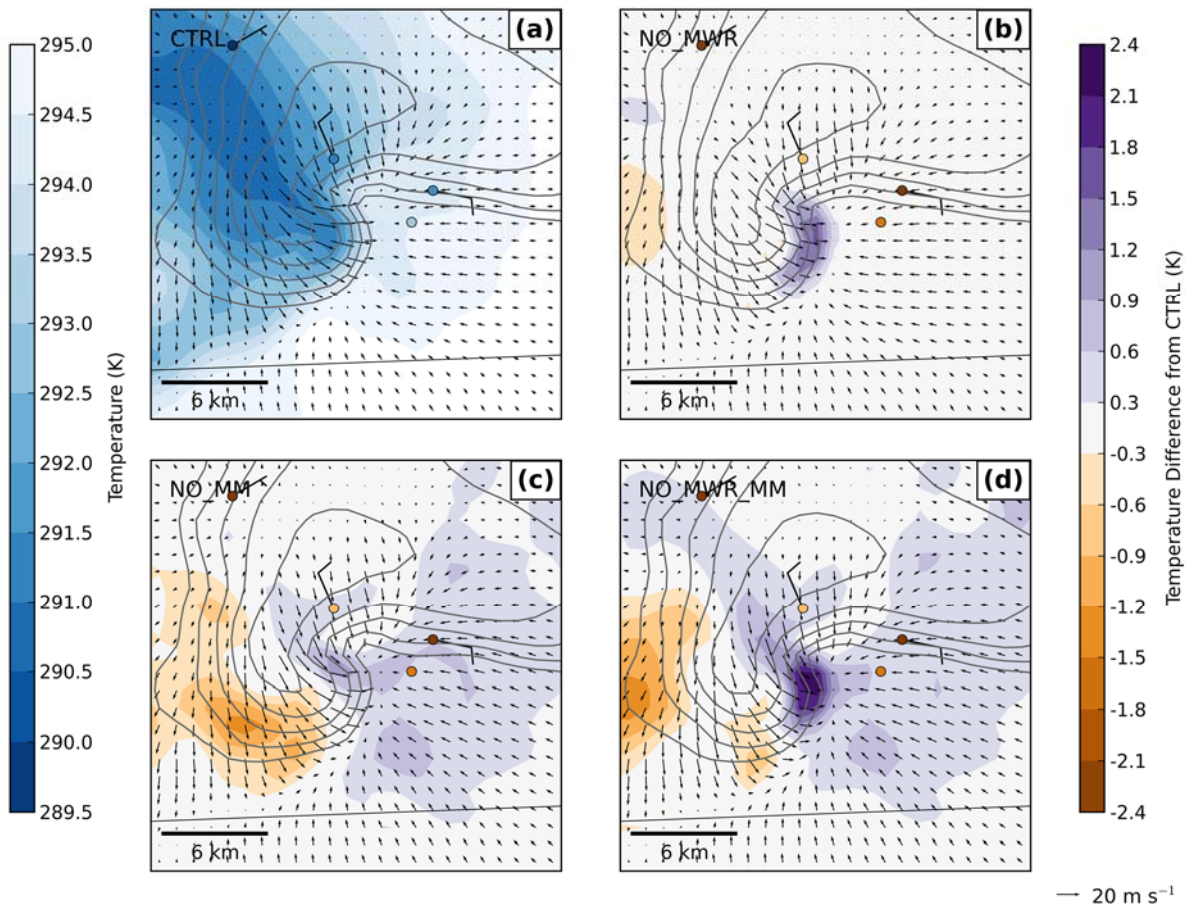 (a)
CTRL
(b)
NO_MWR
295.0
294.5
294.0
293.5
293.0
292.5
292.0
291.5
291.0
290.5
290.0
289.5
Temperature (K)
6 km
6 km
(c)
NO_MM
(d)
NO_MWR_MM
6 km
6 km
2.4
2.1
1.8
1.5
1.2
0.9
0.6
0.3
-0.3
-0.6
-0.9
-1.2
-1.5
-1.8
-2.1
-2.4
Temperature Difference from CTRL (K)
20 m s⁻¹